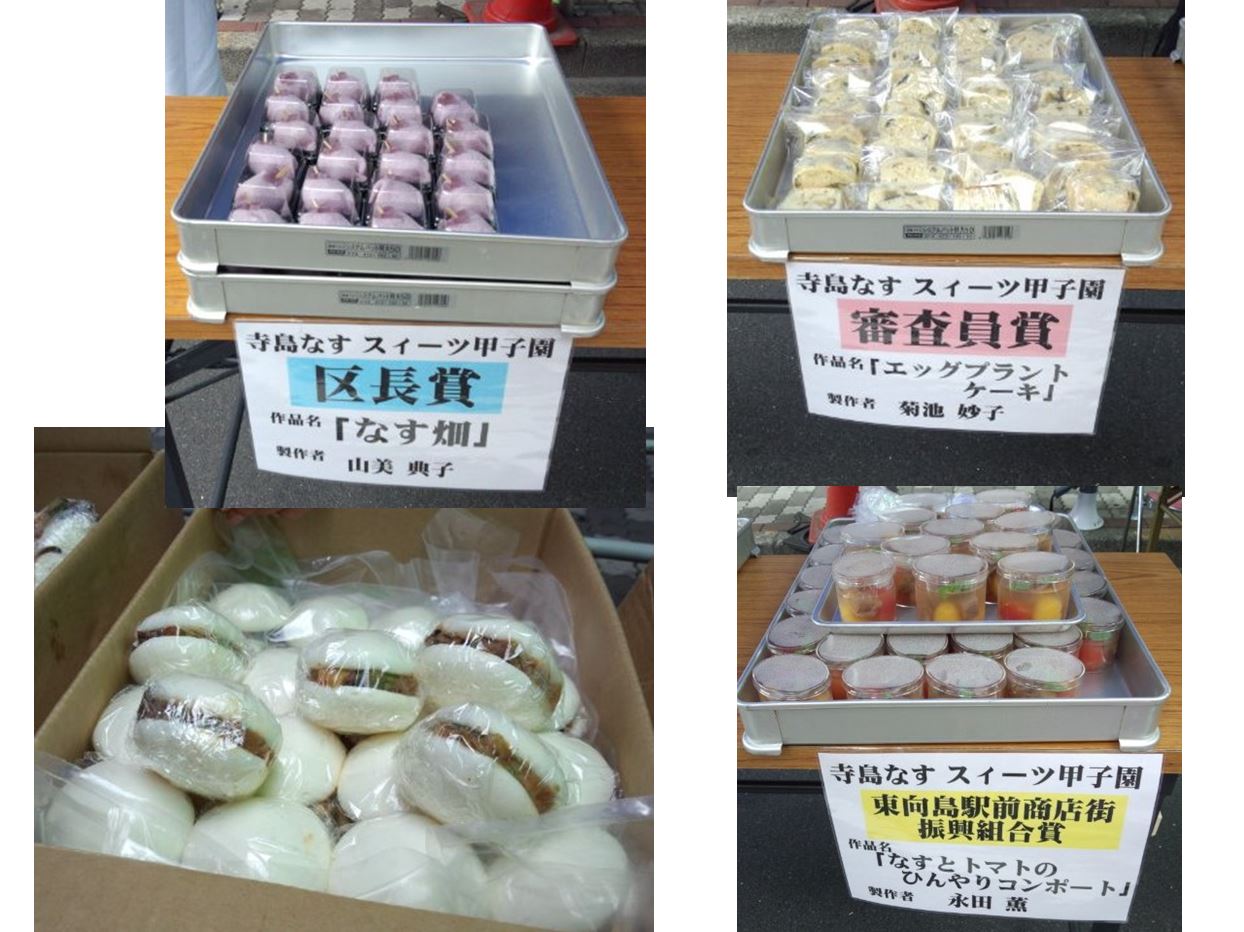 寺島なす スィーツ甲子園
区長賞
作品名「なす畑」
製作者 山美 典子
寺島なす スィーツ甲子園
審査員賞
作品名「エッグプラント
ケーキ」
製作者 菊池 妙子
寺島なす スィーツ甲子園
東向島駅前商店街
振興組合賞
作品名
「なすとトマトの
ひんやりコンポート」
製作者 永田 薫